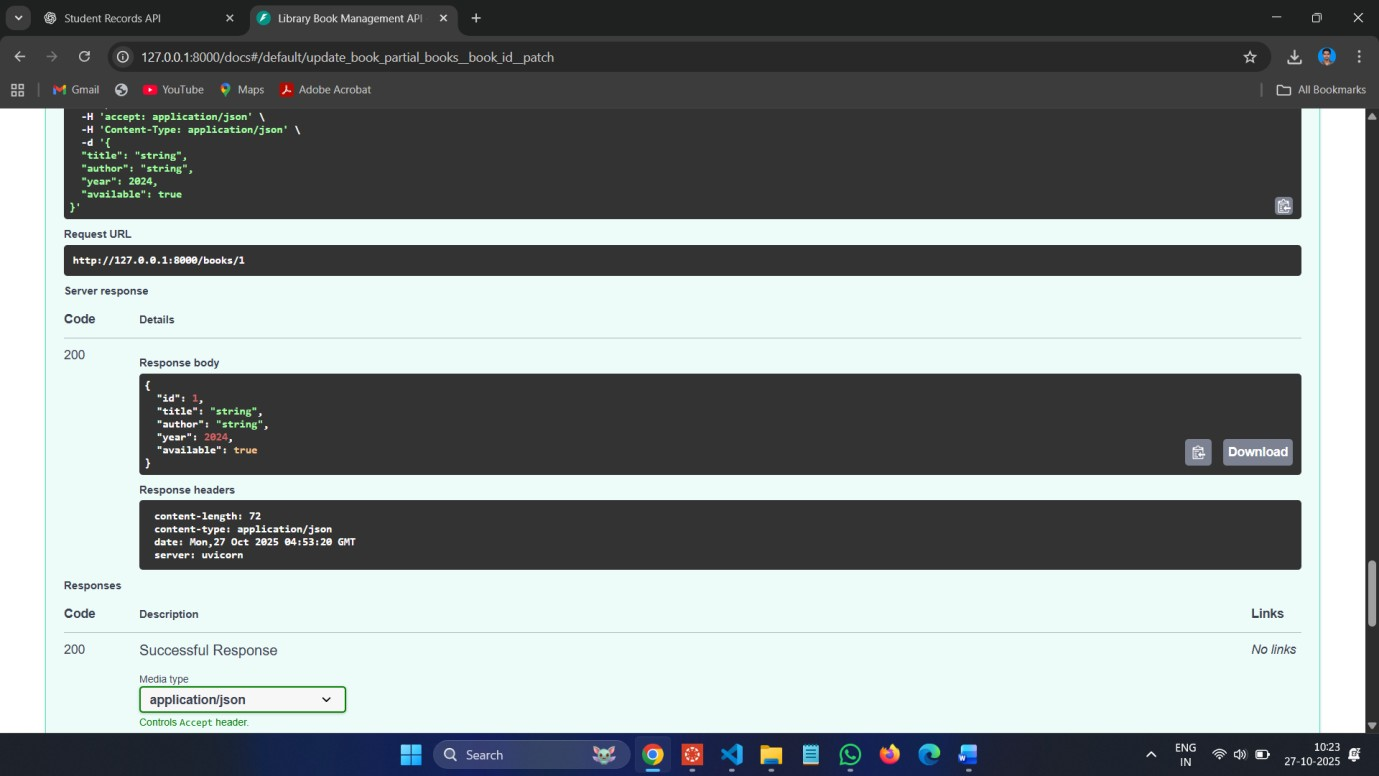 Student Records API
Library Book Management API
127.0.0.1:8000/docs#/default/update_book_partial_books__book_id__patch
Gmail
YouTube
Maps
Adobe Acrobat
All Bookmarks
-H 'accept: application/json' \
-H 'Content-Type: application/json' \
-d '{
"title": "string",
"author": "string",
"year": 2024,
"available": true
}'
Request URL
http://127.0.0.1:8000/books/1
Server response
Code Details
200
Response body
{
"id": 1,
"title": "string",
"author": "string",
"year": 2024,
"available": true
}
Download
Response headers
content-length: 72
content-type: application/json
date: Mon,27 Oct 2025 04:53:20 GMT
server: uvicorn
Responses
Code Description Links
200 Successful Response No links
Media type
application/json
Controls Accept header.
Search
ENG
IN
10:23
27-10-2025